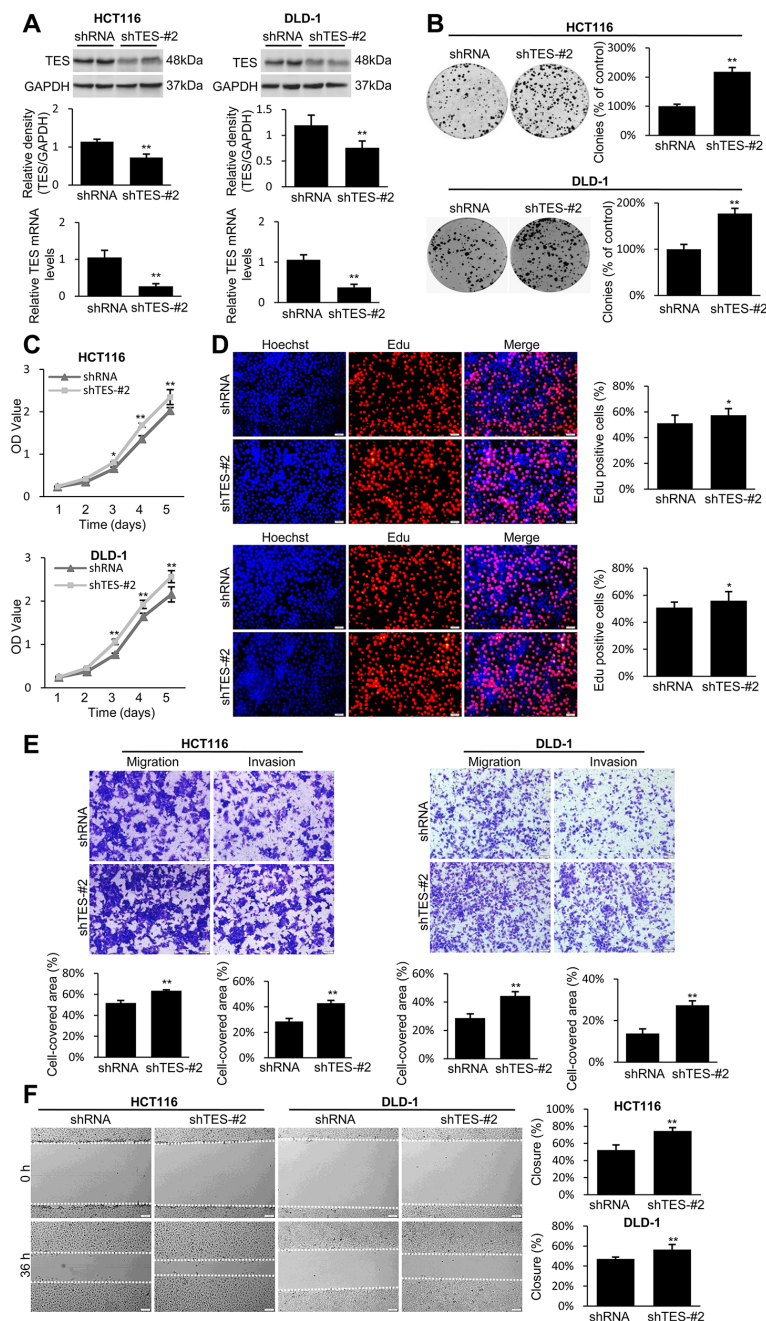 A
HCT116
shRNA shTES-#2
TES 48kDa
GAPDH 37kDa
Relative density
(TES/GAPDH)
2
1
0
**
shRNA shTES-#2
Relative TES mRNA
levels
2
1
0
**
shRNA shTES-#2
DLD-1
shRNA shTES-#2
TES 48kDa
GAPDH 37kDa
Relative density
(TES/GAPDH)
1.5
1
0.5
0
**
shRNA shTES-#2
Relative TES mRNA
levels
2
1
0
**
shRNA shTES-#2
B
HCT116
shRNA shTES-#2
Clonies (% of control)
300%
200%
100%
0%
**
shRNA
shTES-#2
DLD-1
shRNA shTES-#2
Clonies (% of control)
200%
100%
0%
**
shRNA
shTES-#2
C
HCT116
shRNA
shTES-#2
OD Value
3
2
1
0
* ** **
1 2 3 4 5
Time (days)
DLD-1
shRNA
shTES-#2
OD Value
3
2
1
0
** ** **
1 2 3 4 5
Time (days)
D
Hoechst Edu Merge
shRNA
shTES-#2
Edu positive cells (%)
80%
60%
40%
20%
0%
*
shRNA
shTES-#2
Hoechst Edu Merge
shRNA
shTES-#2
Edu positive cells (%)
80%
60%
40%
20%
0%
*
shRNA
shTES-#2
E
HCT116
Migration Invasion
shRNA
shTES-#2
Cell-covered area (%)
80%
60%
40%
20%
0%
**
shRNA shTES-#2
Cell-covered area (%)
60%
40%
20%
0%
**
shRNA shTES-#2
DLD-1
Migration Invasion
shRNA
shTES-#2
Cell-covered area (%)
60%
40%
20%
0%
**
shRNA shTES-#2
Cell-covered area (%)
40%
20%
0%
**
shRNA shTES-#2
F
HCT116
shRNA shTES-#2
DLD-1
shRNA shTES-#2
0 h
36 h
HCT116
Closure (%)
100%
80%
60%
40%
20%
0%
**
shRNA shTES-#2
DLD-1
Closure (%)
80%
60%
40%
20%
0%
**
shRNA shTES-#2